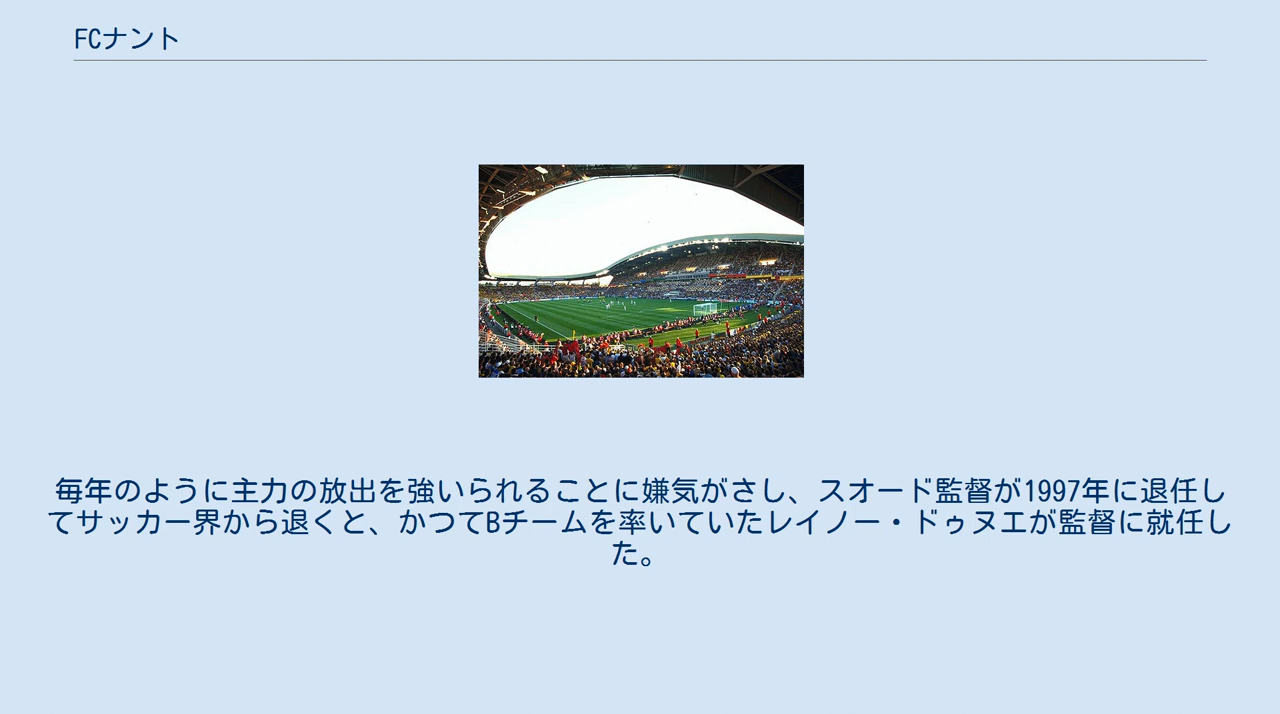 FCナント
毎年のように主力の放出を強いられることに嫌気がさし、スオード監督が1997年に退任し
てサッカー界から退くと、かつてBチームを率いていたレイノー・ドゥヌエが監督に就任し
た。